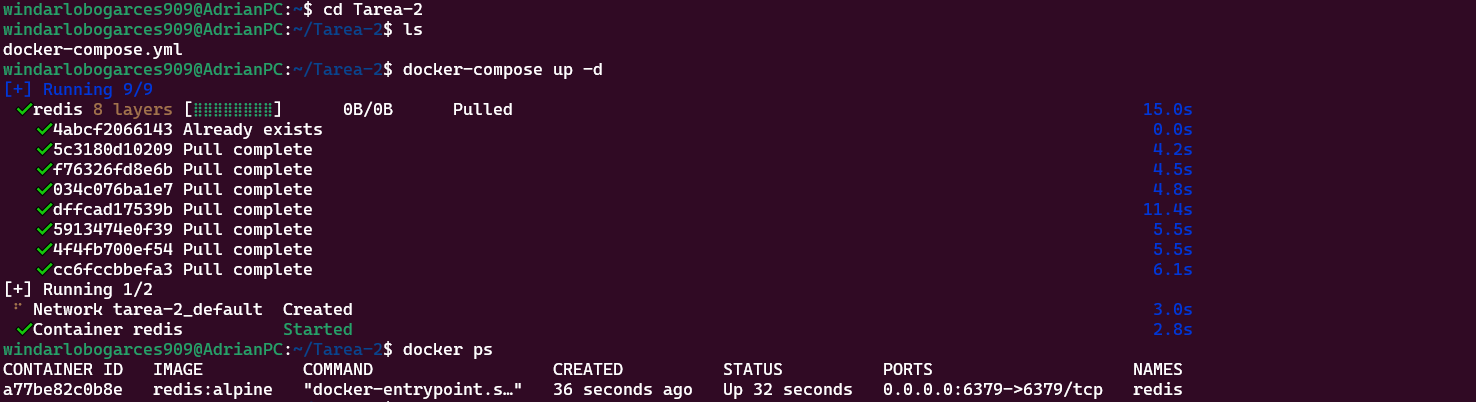 windarlobogarces909@AdrianPC:~$ cd Tarea-2
windarlobogarces909@AdrianPC:~/Tarea-2$ ls
docker-compose.yml
windarlobogarces909@AdrianPC:~/Tarea-2$ docker-compose up -d
[+] Running 9/9
✔redis 8 layers [⣿⣿⣿⣿⣿⣿⣿⣿] 0B/0B Pulled 15.0s
✔4abcf2066143 Already exists 0.0s
✔5c3180d10209 Pull complete 4.2s
✔f76326fd8e6b Pull complete 4.5s
✔034c076ba1e7 Pull complete 4.8s
✔dffcad17539b Pull complete 11.4s
✔5913474e0f39 Pull complete 5.5s
✔4f4fb700ef54 Pull complete 5.5s
✔cc6fccbbefa3 Pull complete 6.1s
[+] Running 1/2
⠋ Network tarea-2_default Created 3.0s
✔Container redis Started 2.8s
windarlobogarces909@AdrianPC:~/Tarea-2$ docker ps
CONTAINER ID IMAGE COMMAND CREATED STATUS PORTS NAMES
a77be82c0b8e redis:alpine "docker-entrypoint.s…" 36 seconds ago Up 32 seconds 0.0.0.0:6379->6379/tcp redis